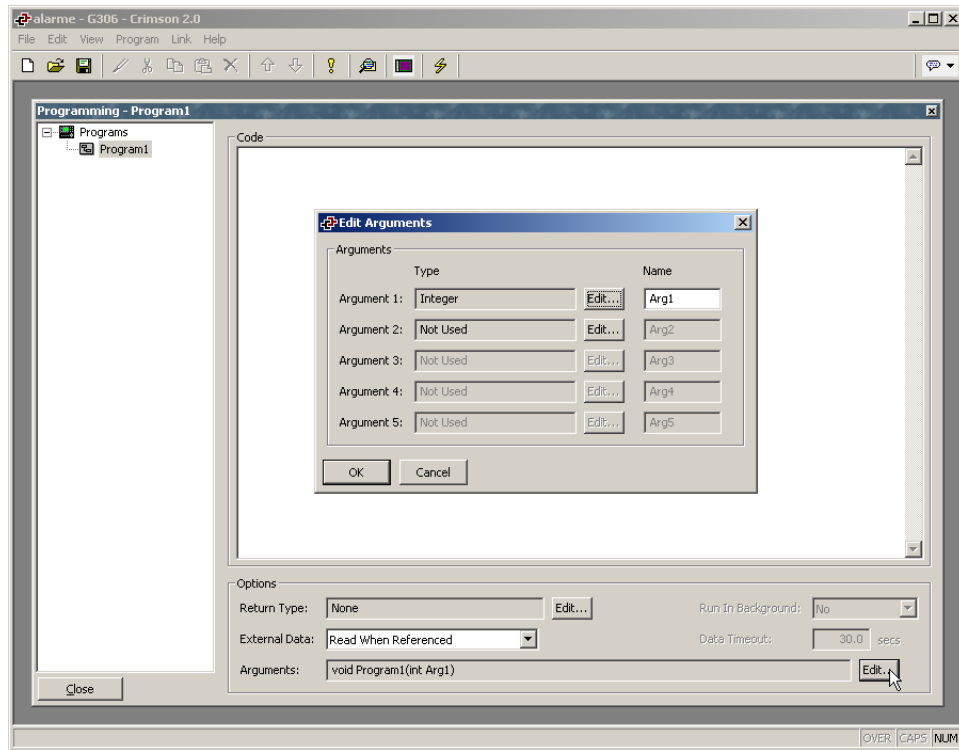 alarme - G306 - Crimson 2.0
File Edit View Program Link Help
Programming - Program1
Programs
Program1
Code
Edit Arguments
Arguments
Type Name
Argument 1: Integer Edit... Arg1
Argument 2: Not Used Edit... Arg2
Argument 3: Not Used Edit... Arg3
Argument 4: Not Used Edit... Arg4
Argument 5: Not Used Edit... Arg5
OK Cancel
Options
Return Type: None Edit... Run In Background: No
External Data: Read When Referenced Data Timeout: 30.0 secs
Arguments: void Program1(int Arg1) Edit...
Close
OVER CAPS NUM